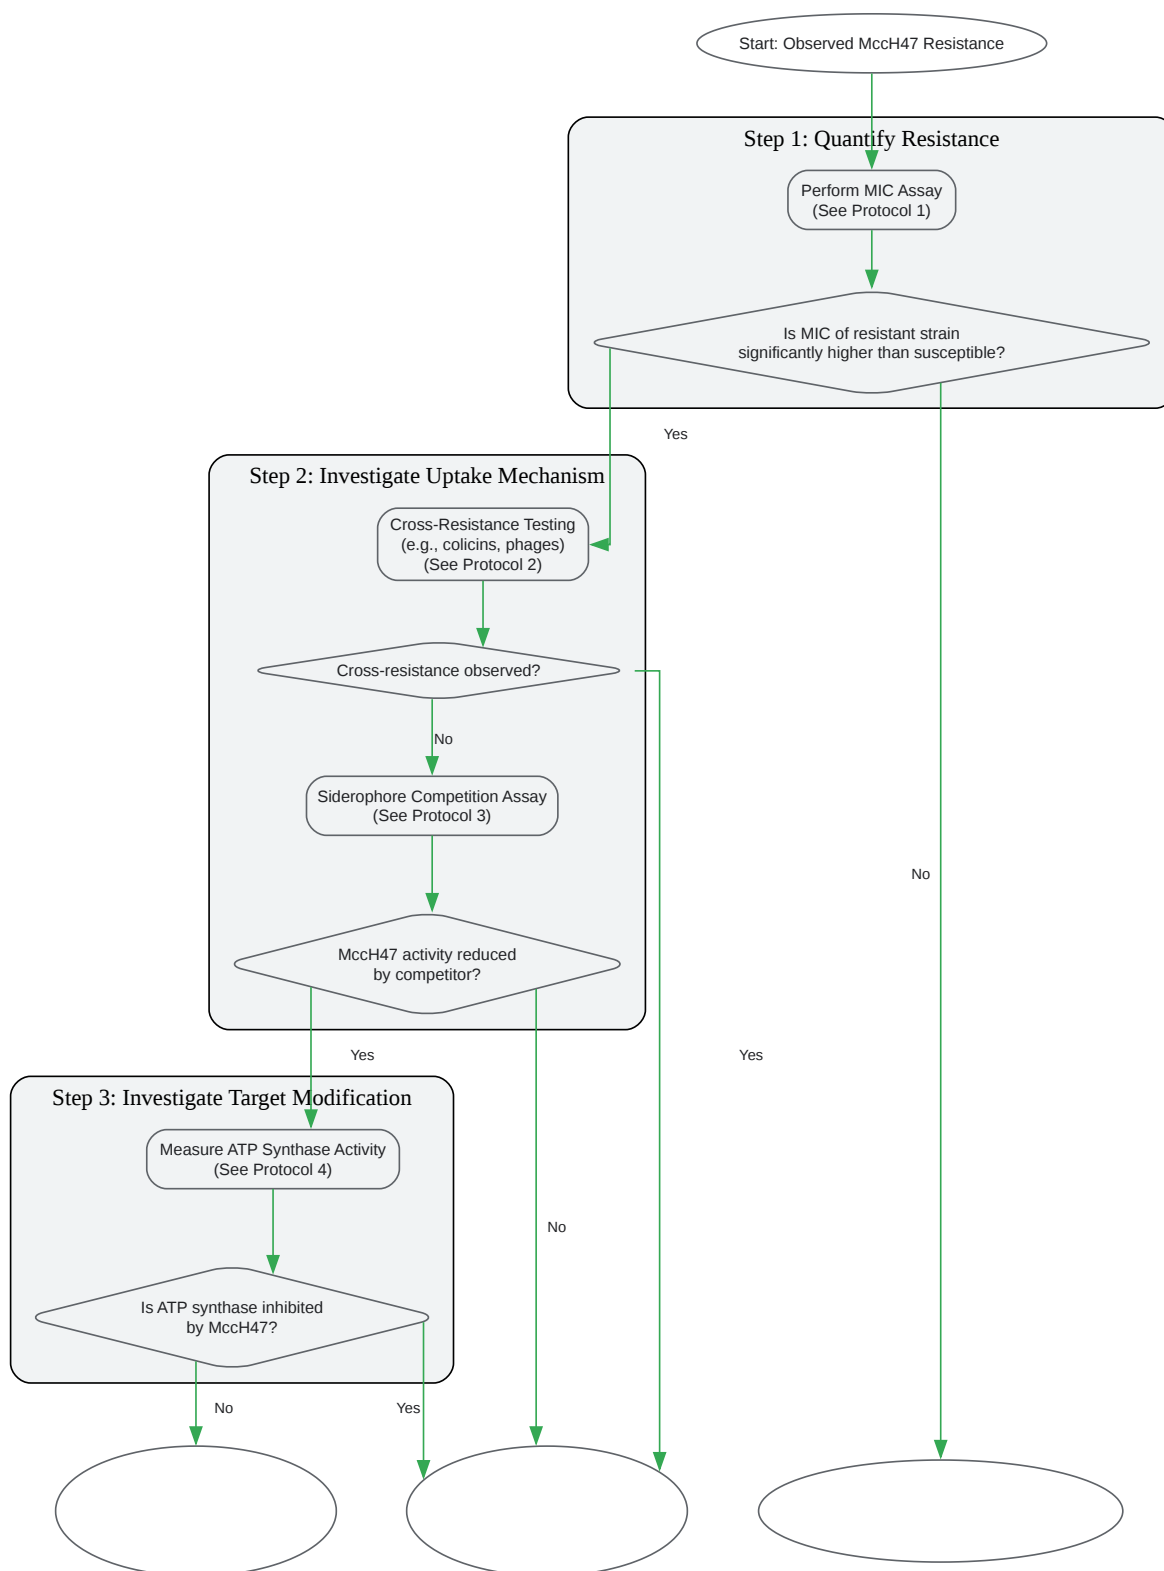 Start: Observed MccH47 Resistance
Step 1: Quantify Resistance
Perform MIC Assay
(See Protocol 1)
Is MIC of resistant strain
significantly higher than susceptible?
Yes
Step 2: Investigate Uptake Mechanism
Cross-Resistance Testing
(e.g., colicins, phages)
(See Protocol 2)
Cross-resistance observed?
No
Siderophore Competition Assay
(See Protocol 3)
No
MccH47 activity reduced
by competitor?
Yes
Yes
Step 3: Investigate Target Modification
Measure ATP Synthase Activity
(See Protocol 4)
No
Is ATP synthase inhibited
by MccH47?
No
Yes